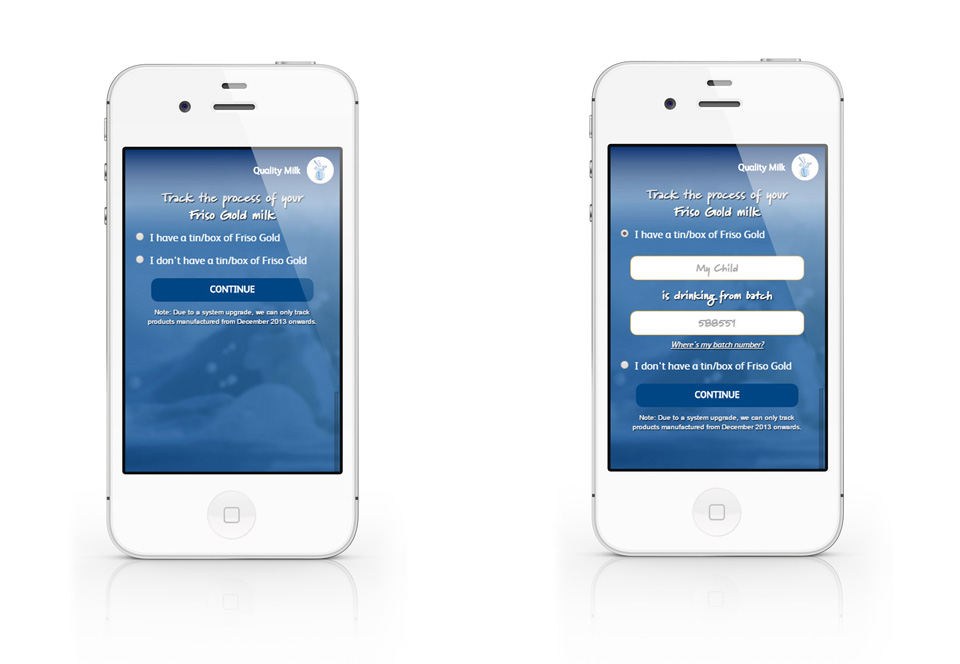 Quality Milk
Track the process of your
Friso Gold milk
I have a tin/box of Friso Gold
I don't have a tin/box of Friso Gold
CONTINUE
Note: Due to a system upgrade, we can only track
products manufactured from December 2013 onwards.
Quality Milk
Track the process of your
Friso Gold milk
I have a tin/box of Friso Gold
My Child
is drinking from batch
5BB55Y
Where's my batch number?
I don't have a tin/box of Friso Gold
CONTINUE
Note: Due to a system upgrade, we can only track
products manufactured from December 2013 onwards.